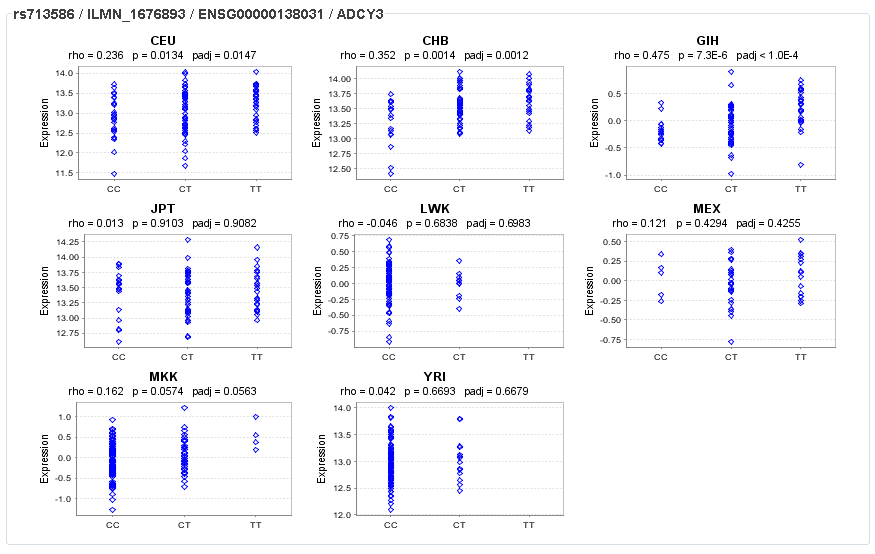 rs713586 / ILMN_1676893 / ENSG00000138031 / ADCY3
CEU
rho = 0.236 p = 0.0134 padj = 0.0147
Expression
14.0
13.5
13.0
12.5
12.0
11.5
CC CT TT
CHB
rho = 0.352 p = 0.0014 padj = 0.0012
Expression
14.00
13.75
13.50
13.25
13.00
12.75
12.50
CC CT TT
GIH
rho = 0.475 p = 7.3E-6 padj < 1.0E-4
Expression
0.5
0.0
-0.5
-1.0
CC CT TT
JPT
rho = 0.013 p = 0.9103 padj = 0.9082
Expression
14.25
14.00
13.75
13.50
13.25
13.00
12.75
CC CT TT
LWK
rho = -0.046 p = 0.6838 padj = 0.6983
Expression
0.75
0.50
0.25
0.00
-0.25
-0.50
-0.75
CC CT TT
MEX
rho = 0.121 p = 0.4294 padj = 0.4255
Expression
0.50
0.25
0.00
-0.25
-0.50
-0.75
CC CT TT
MKK
rho = 0.162 p = 0.0574 padj = 0.0563
Expression
1.0
0.5
0.0
-0.5
-1.0
CC CT TT
YRI
rho = 0.042 p = 0.6693 padj = 0.6679
Expression
14.0
13.5
13.0
12.5
12.0
CC CT TT